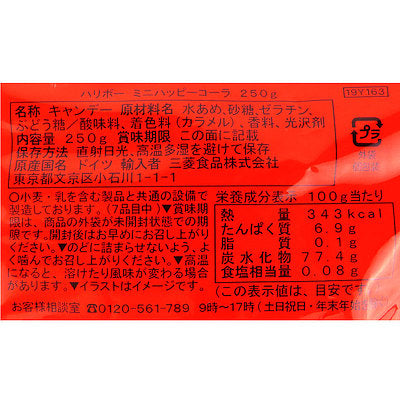 ハリボー ミニハッピーコーラ 250g
19Y163
名称 キャンデー 原材料名 水あめ、砂糖、ゼラチン、
ぶどう糖/酸味料、着色料(カラメル)、香料、光沢剤
内容量 250g 賞味期限 この面に記載
保存方法 直射日光、高温多湿を避けて保存
原産国名 ドイツ 輸入者 三菱食品株式会社
東京都文京区小石川1-1-1
プラ
外袋
○小麦・乳を含む製品と共通の設備で
製造しております。(7品目中)▼賞味期
限は、商品の外袋が未開封状態での期限
です。開封後はお早めにお召し上がりく
ださい。▼のどに詰まらせないよう、よ
く噛んでお召し上がりください。▼高温
になると、溶けたり風味が変わる場合
があります。▼イラストはイメージです。
栄養成分表示 100g当たり
熱量 343kcal
たんぱく質 6.9g
脂質 0.1g
炭水化物 77.4g
食塩相当量 0.08g
(この表示値は、目安です
お客様相談室 0120-561-789 9時〜17時(土日祝日・年末年始